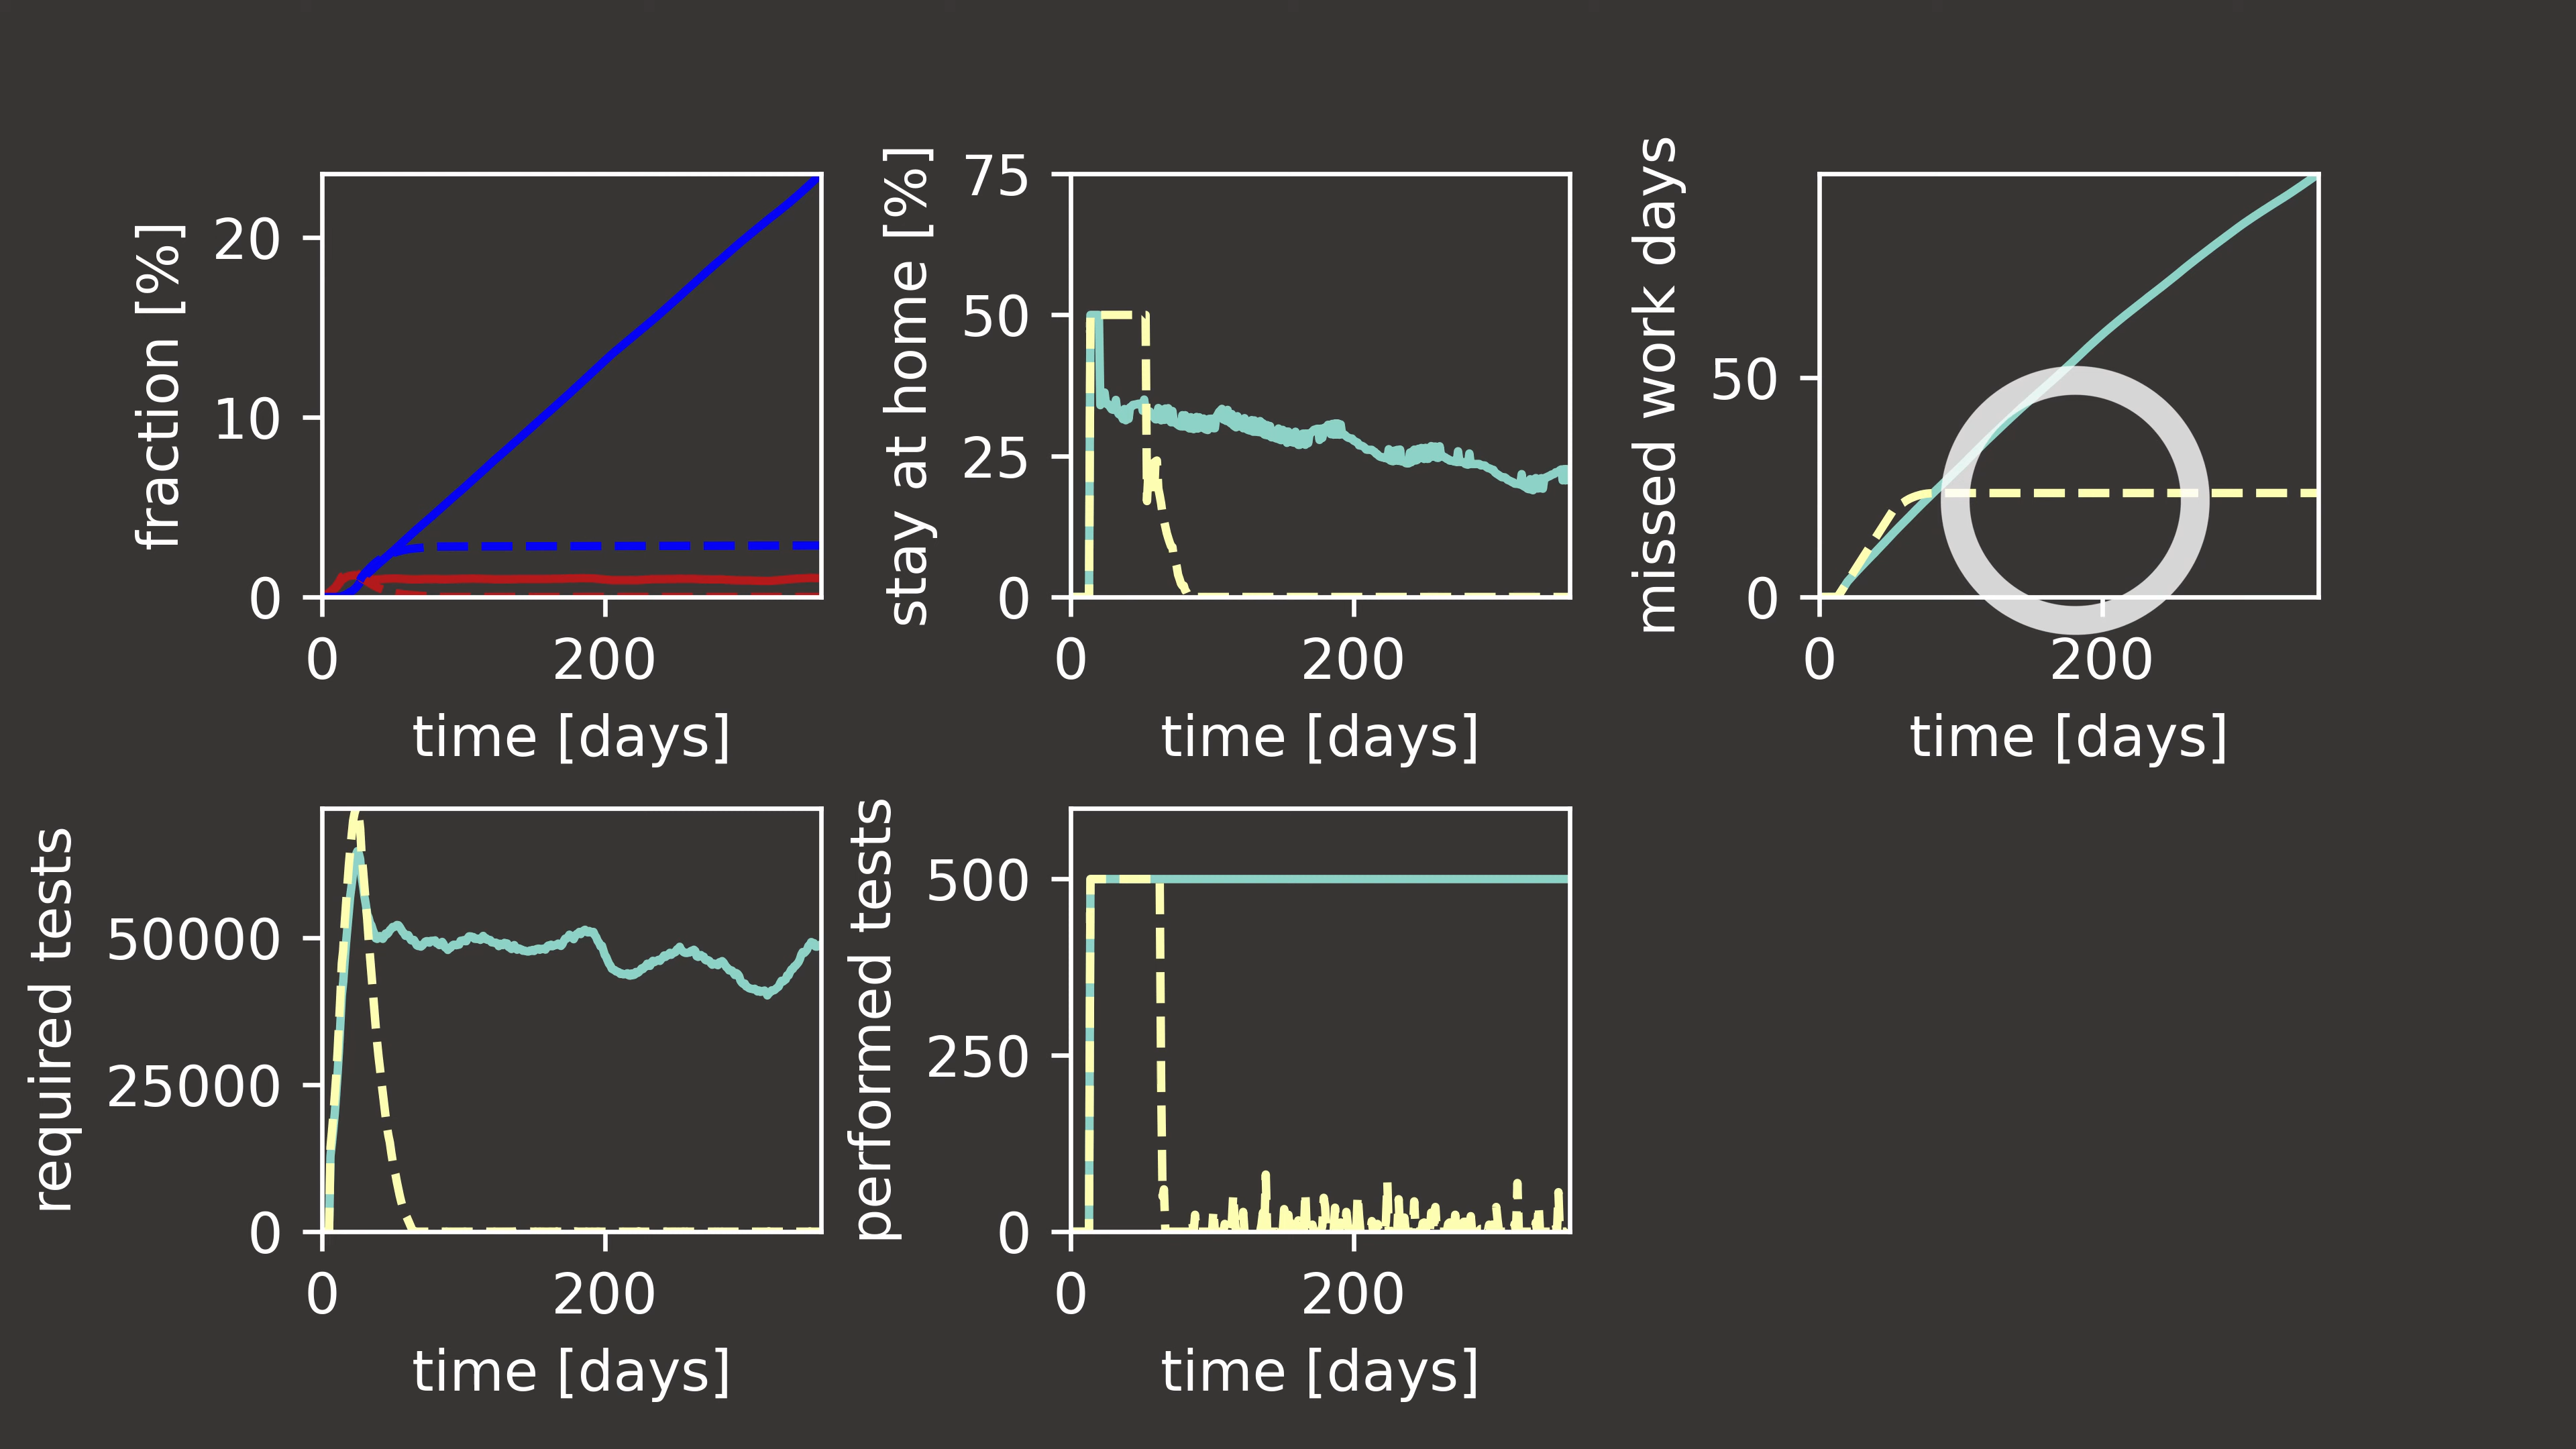 fraction [%]
20
10
0
0 200
time [days]
stay at home [%]
75
50
25
0
0 200
time [days]
missed work days
50
0
0 200
time [days]
required tests
50000
25000
0
0 200
time [days]
performed tests
500
250
0
0 200
time [days]